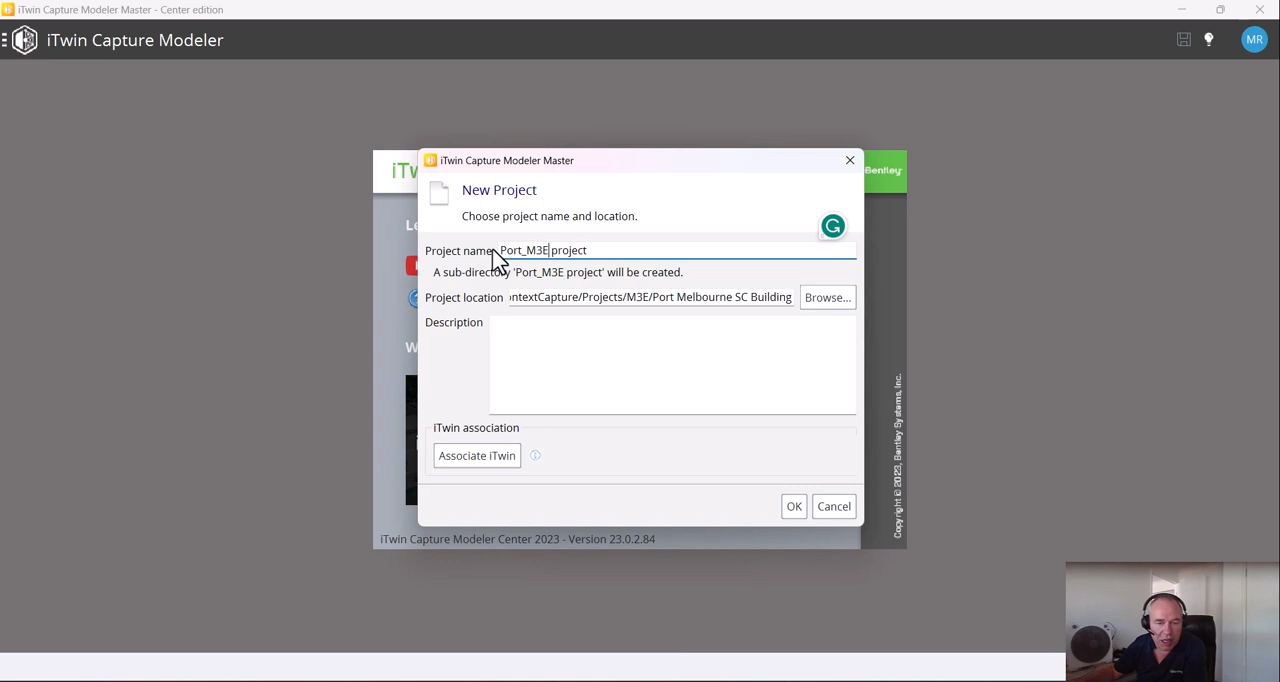 iTwin Capture Modeler Master - Center edition
iTwin Capture Modeler
MR
iTw
iTwin Capture Modeler Master
Bentley
New Project
Choose project name and location.
Le
Project name Port_M3E project
A sub-directory 'Port_M3E project' will be created.
Project location ontextCapture/Projects/M3E/Port Melbourne SC Building Browse...
Description
W
iTwin association
Associate iTwin
OK Cancel
Copyright © 2023, Bentley Systems, Inc.
iTwin Capture Modeler Center 2023 - Version 23.0.2.84